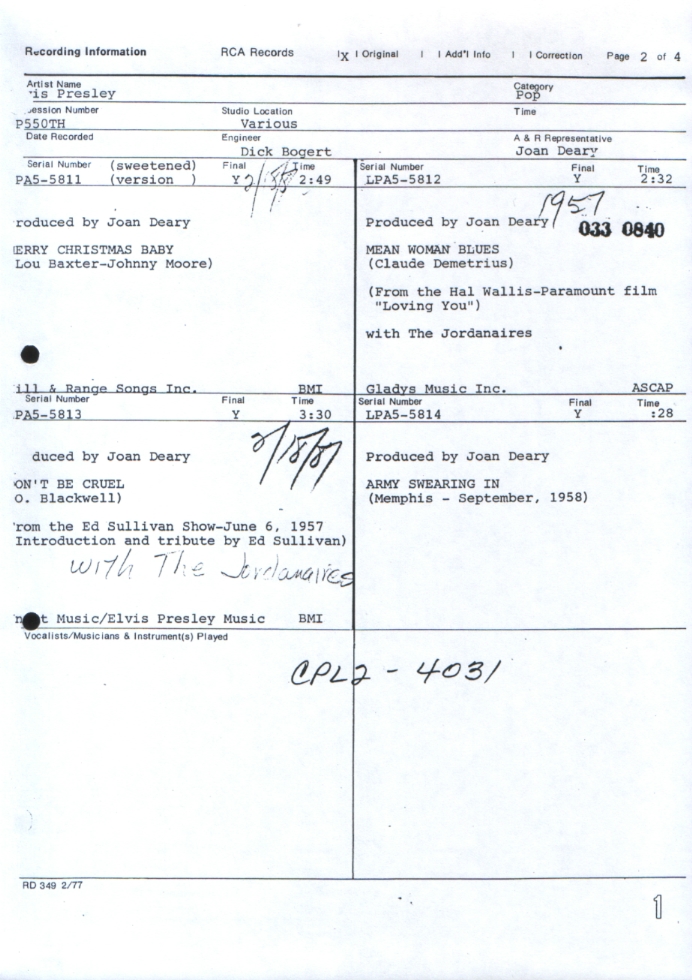 Recording Information RCA Records |X| Original | | Add'l Info | | Correction Page 2 of 4
Artist Name Category
is Presley Pop
ession Number Studio Location Time
P550TH Various
Date Recorded Engineer A & R Representative
Dick Bogert Joan Deary
Serial Number (sweetened) Final Time
PA5-5811 (version ) Y 2:49
roduced by Joan Deary
ERRY CHRISTMAS BABY
Lou Baxter-Johnny Moore)
ill & Range Songs Inc. BMI
Serial Number Final Time
LPA5-5812 Y 2:32
1957
Produced by Joan Deary
033 0840
MEAN WOMAN BLUES
(Claude Demetrius)
(From the Hal Wallis-Paramount film
"Loving You")
with The Jordanaires
Gladys Music Inc. ASCAP
Serial Number Final Time
PA5-5813 Y 3:30
duced by Joan Deary
ON'T BE CRUEL
O. Blackwell)
rom the Ed Sullivan Show-June 6, 1957
Introduction and tribute by Ed Sullivan)
with The Jordanaires
t Music/Elvis Presley Music BMI
Serial Number Final Time
LPA5-5814 Y :28
Produced by Joan Deary
ARMY SWEARING IN
(Memphis - September, 1958)
Vocalists/Musicians & Instrument(s) Played
CPL2-4031
RD 349 2/77
1